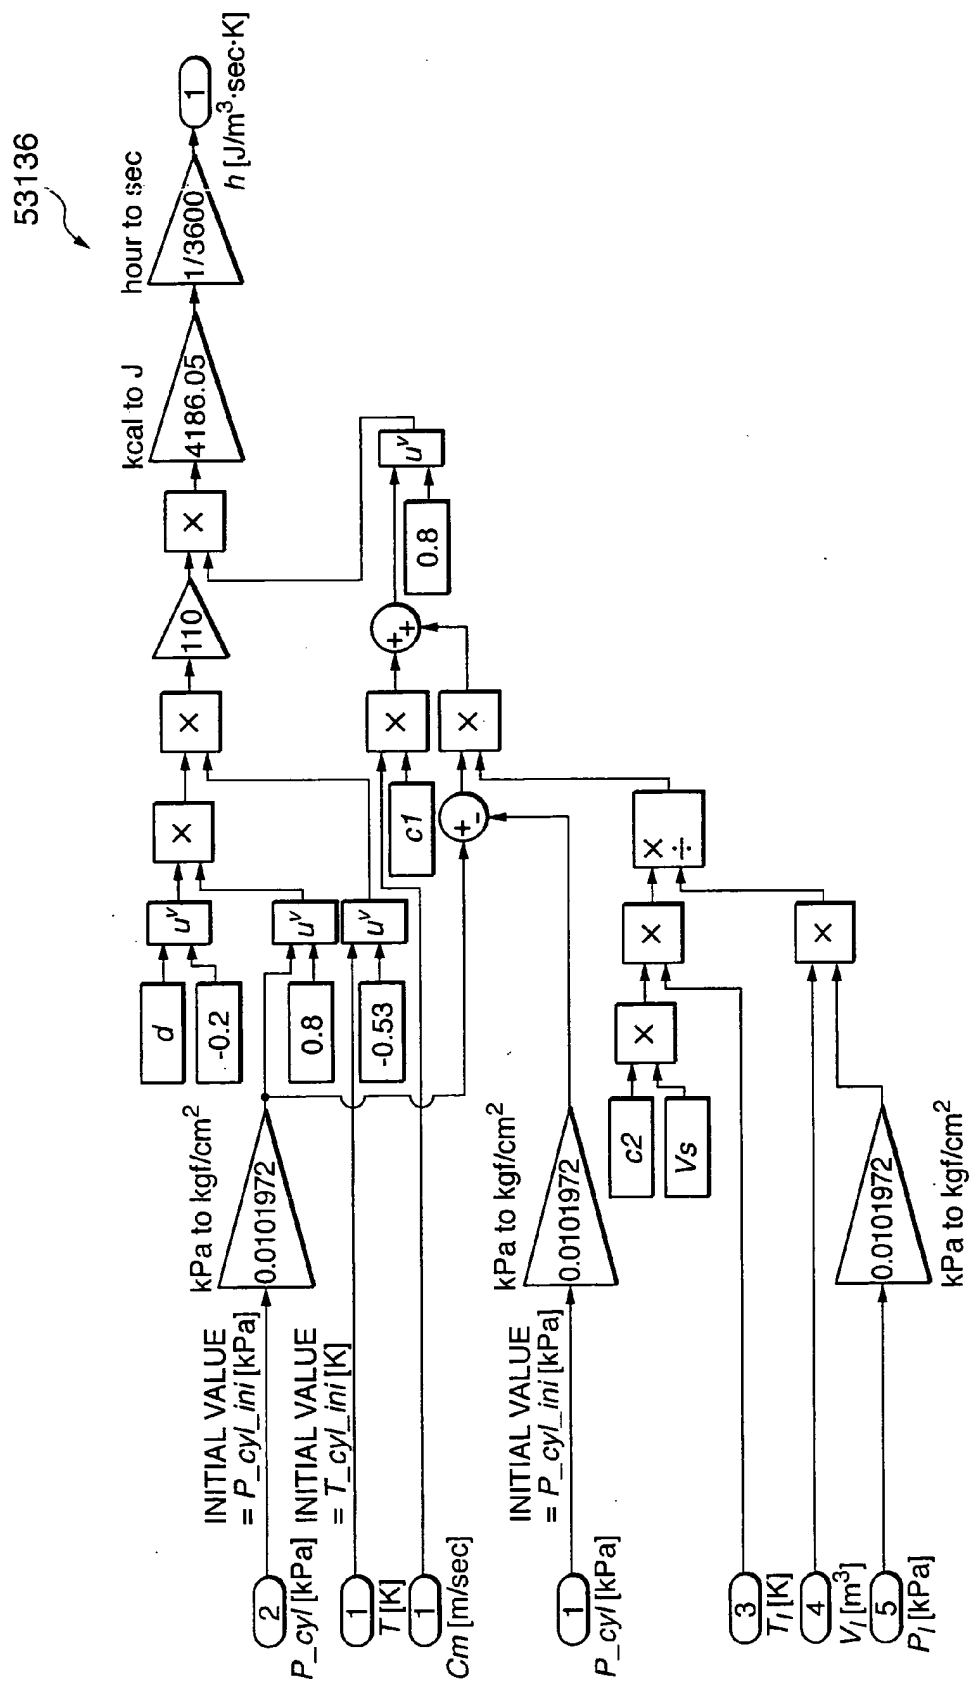 53136
hour to sec
kcal to J
110
×
4186.05
1/3600
1
h [J/m³·sec·K]
d
-0.2
u^v
×
×
kPa to kgf/cm²
0.0101972
INITIAL VALUE
= P_cyl_ini [kPa]
2
P_cyl [kPa]
0.8
u^v
INITIAL VALUE
= T_cyl_ini [K]
1
T [K]
-0.53
u^v
1
Cm [m/sec]
c1
×
+
+
0.8
u^v
kPa to kgf/cm²
0.0101972
INITIAL VALUE
= P_cyl_ini [kPa]
1
P_cyl [kPa]
+
-
×
c2
Vs
×
×
×
÷
3
T_I [K]
4
V_I [m³]
×
5
P_I [kPa]
0.0101972
kPa to kgf/cm²